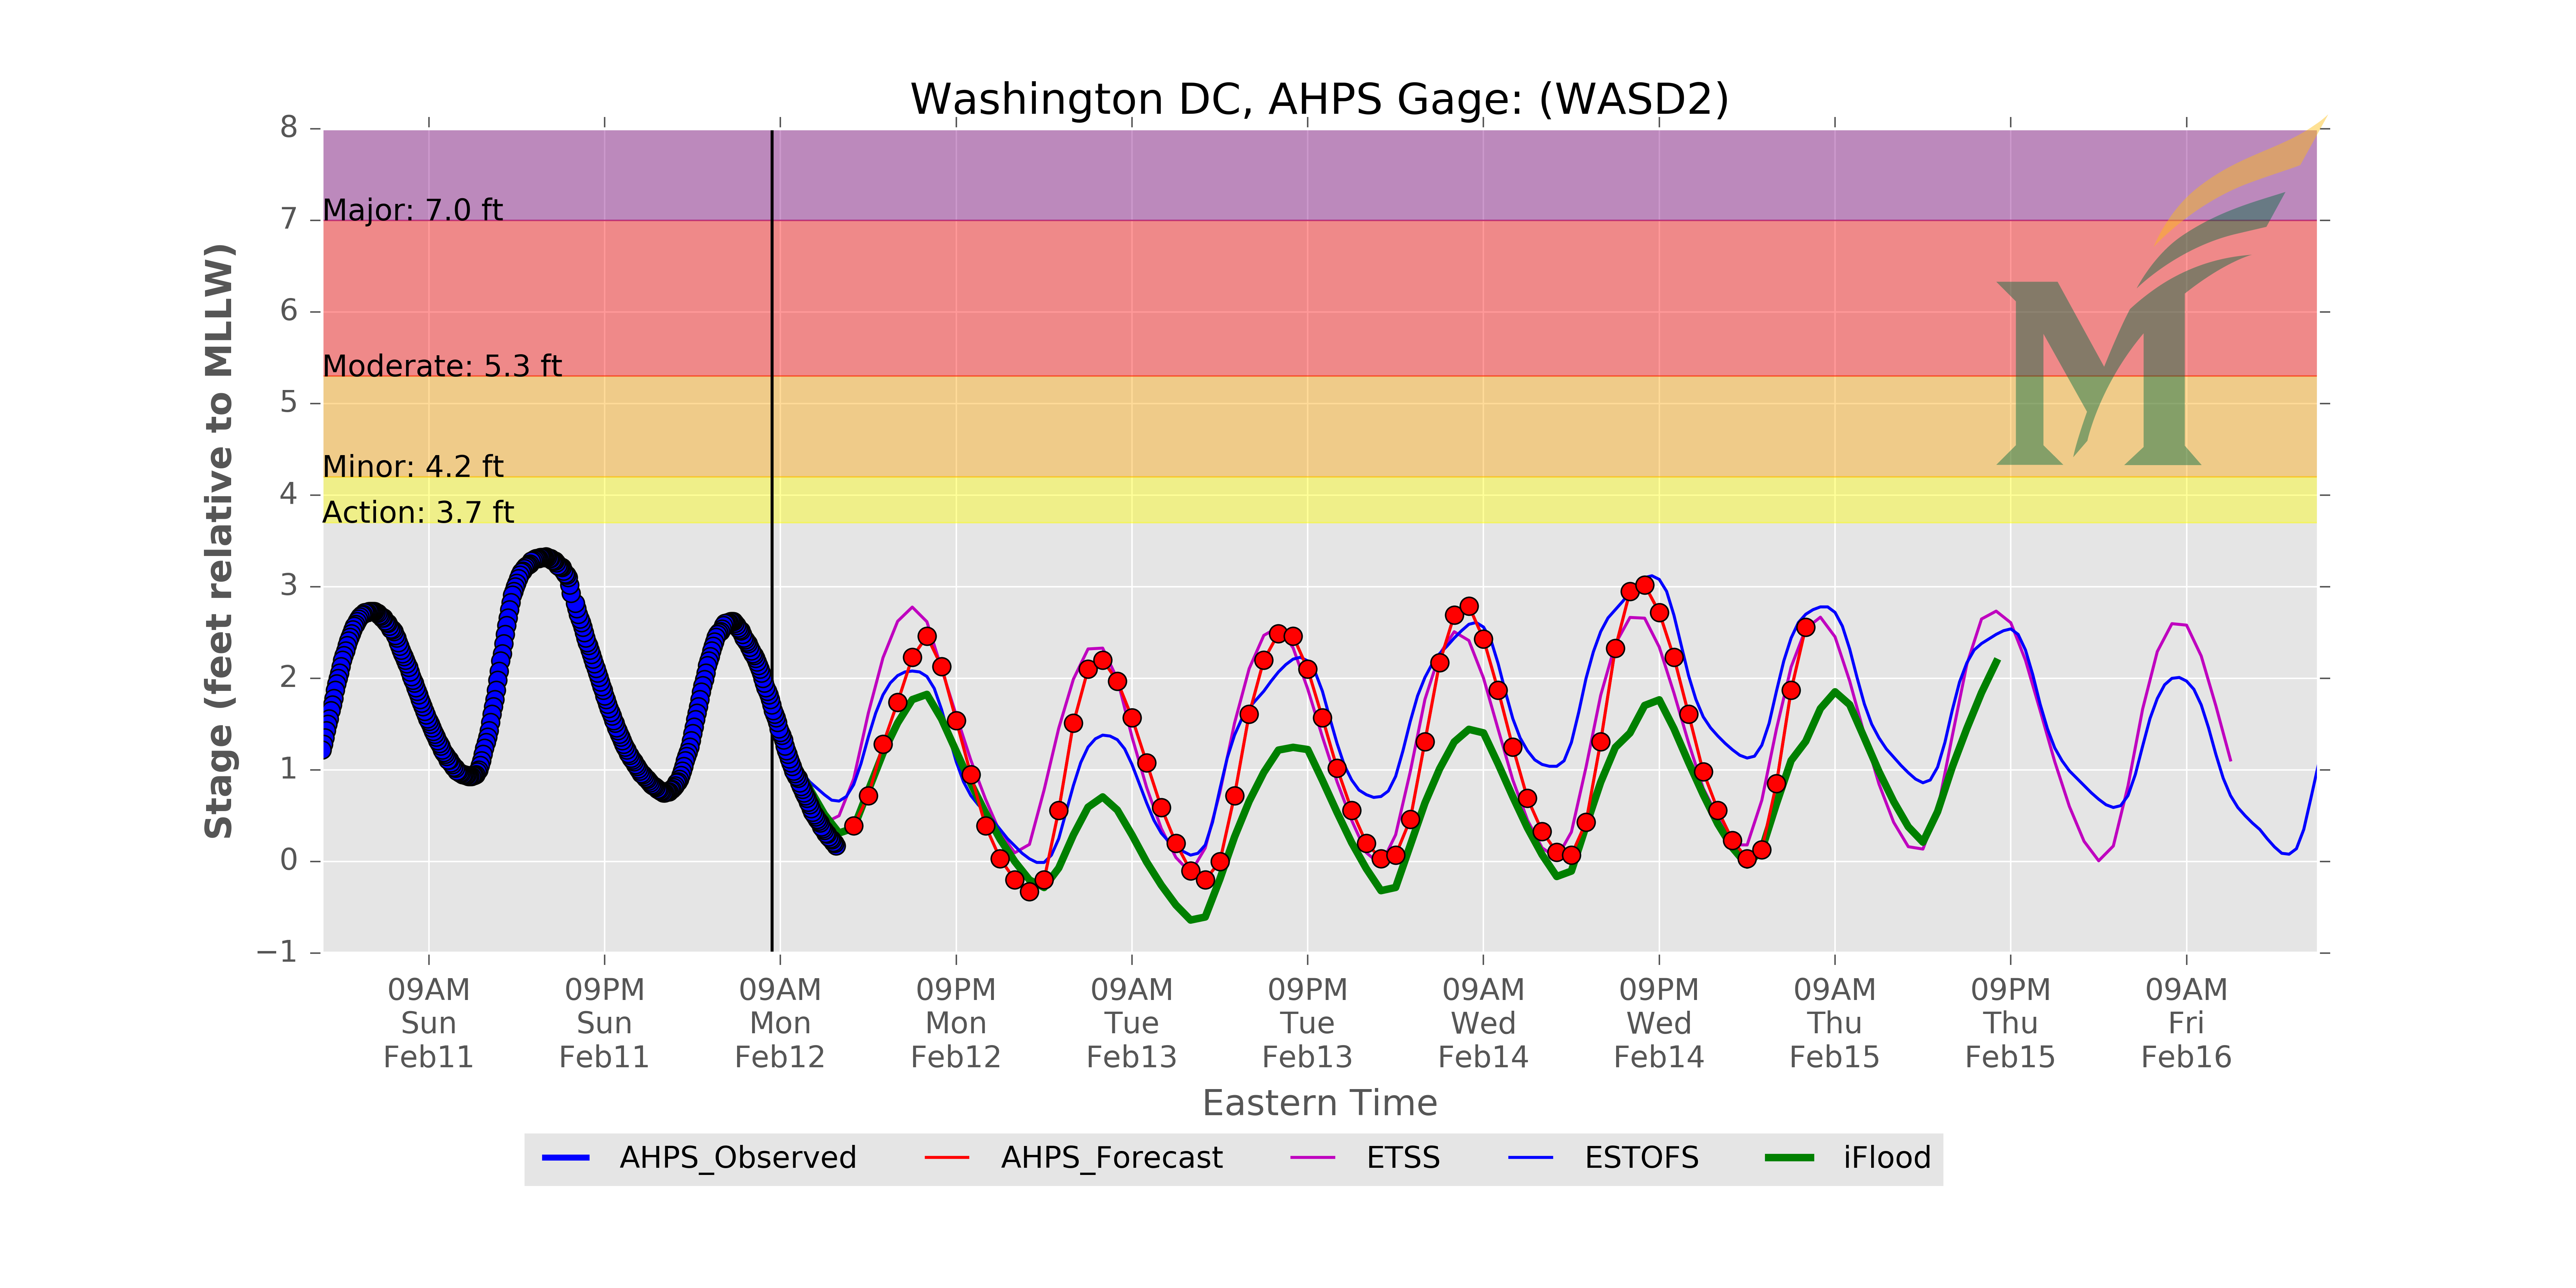 Washington DC, AHPS Gage: (WASD2)
Stage (feet relative to MLLW)
8
7
6
5
4
3
2
1
0
−1
Major: 7.0 ft
Moderate: 5.3 ft
Minor: 4.2 ft
Action: 3.7 ft
M
09AM 09PM 09AM 09PM 09AM 09PM 09AM 09PM 09AM 09PM 09AM
Sun Sun Mon Mon Tue Tue Wed Wed Thu Thu Fri
Feb11 Feb11 Feb12 Feb12 Feb13 Feb13 Feb14 Feb14 Feb15 Feb15 Feb16
Eastern Time
AHPS_Observed AHPS_Forecast ETSS ESTOFS iFlood